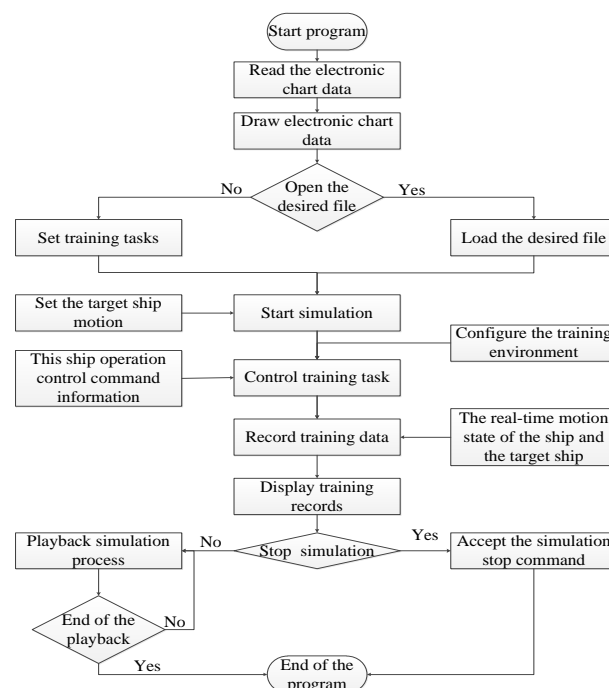 Start program
Read the electronic
chart data
Draw electronic chart
data
No
Open the
desired file
Yes
Set training tasks
Load the desired file
Set the target ship
motion
Start simulation
Configure the training
environment
This ship operation
control command
information
Control training task
Record training data
The real-time motion
state of the ship and
the target ship
Display training
records
Playback simulation
process
No
Stop simulation
Yes
Accept the simulation
stop command
End of the
playback
No
Yes
End of the
program